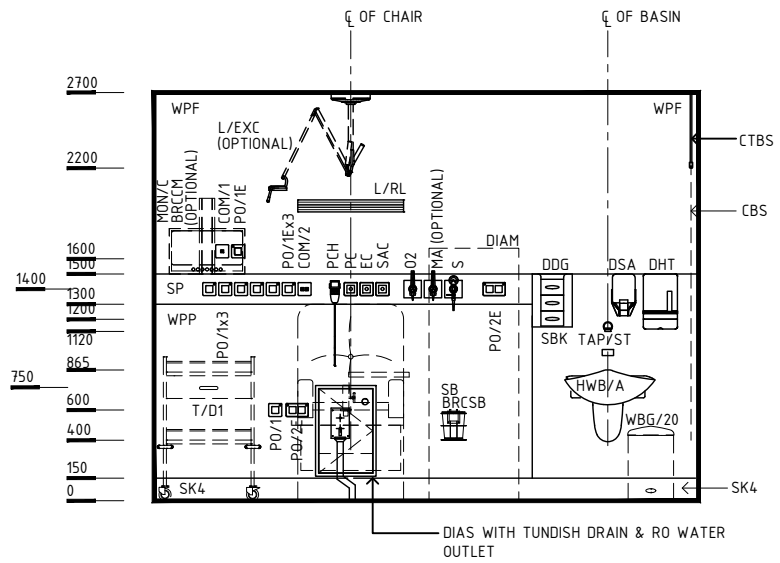 ℄ OF CHAIR
℄ OF BASIN
2700
WPF
WPF
L/EXC
(OPTIONAL)
CTBS
2200
MON/C
BRCCM
(OPTIONAL)
COM/1
PO/1E
L/RL
CBS
PO/1Ex3
COM/2
PCH
PC
EC
SAC
O2
MA (OPTIONAL)
S
DIAM
1600
1500
DDG
DSA
DHT
1400
SP
1300
1200
WPP
PO/1x3
PO/2E
SBK
TAP/ST
1120
865
750
HWB/A
600
T/D1
SB
BRCSB
PO/1
PO/2E
WBG/20
400
150
SK4
SK4
0
DIAS WITH TUNDISH DRAIN & RO WATER
OUTLET